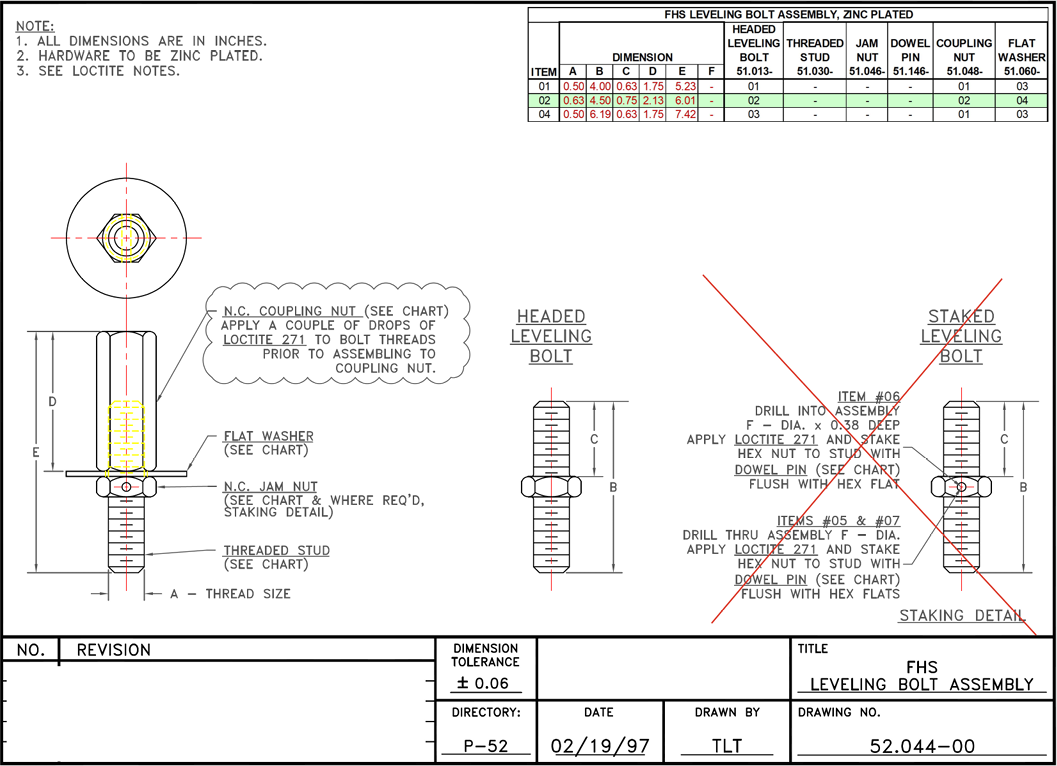 NOTE:
1. ALL DIMENSIONS ARE IN INCHES.
2. HARDWARE TO BE ZINC PLATED.
3. SEE LOCTITE NOTES.
FHS LEVELING BOLT ASSEMBLY, ZINC PLATED
ITEM DIMENSION A B C D E F HEADED LEVELING BOLT 51.013- THREADED STUD 51.030- JAM NUT 51.046- DOWEL PIN 51.146- COUPLING NUT 51.048- FLAT WASHER 51.060-
01 0.50 4.00 0.63 1.75 5.23 - 01 - - - 01 03
02 0.63 4.50 0.75 2.13 6.01 - 02 - - - 02 04
04 0.50 6.19 0.63 1.75 7.42 - 03 - - - 01 03
N.C. COUPLING NUT (SEE CHART)
APPLY A COUPLE OF DROPS OF
LOCTITE 271 TO BOLT THREADS
PRIOR TO ASSEMBLING TO
COUPLING NUT.
D
E
FLAT WASHER
(SEE CHART)
N.C. JAM NUT
(SEE CHART & WHERE REQ'D,
STAKING DETAIL)
THREADED STUD
(SEE CHART)
A - THREAD SIZE
HEADED
LEVELING
BOLT
C
B
STAKED
LEVELING
BOLT
ITEM #06
DRILL INTO ASSEMBLY
F - DIA. x 0.38 DEEP
APPLY LOCTITE 271 AND STAKE
HEX NUT TO STUD WITH
DOWEL PIN (SEE CHART)
FLUSH WITH HEX FLAT
C
B
ITEMS #05 & #07
DRILL THRU ASSEMBLY F - DIA.
APPLY LOCTITE 271 AND STAKE
HEX NUT TO STUD WITH
DOWEL PIN (SEE CHART)
FLUSH WITH HEX FLATS
STAKING DETAIL
NO. REVISION
DIMENSION
TOLERANCE
± 0.06
TITLE
FHS
LEVELING BOLT ASSEMBLY
DIRECTORY:
P-52
DATE
02/19/97
DRAWN BY
TLT
DRAWING NO.
52.044-00